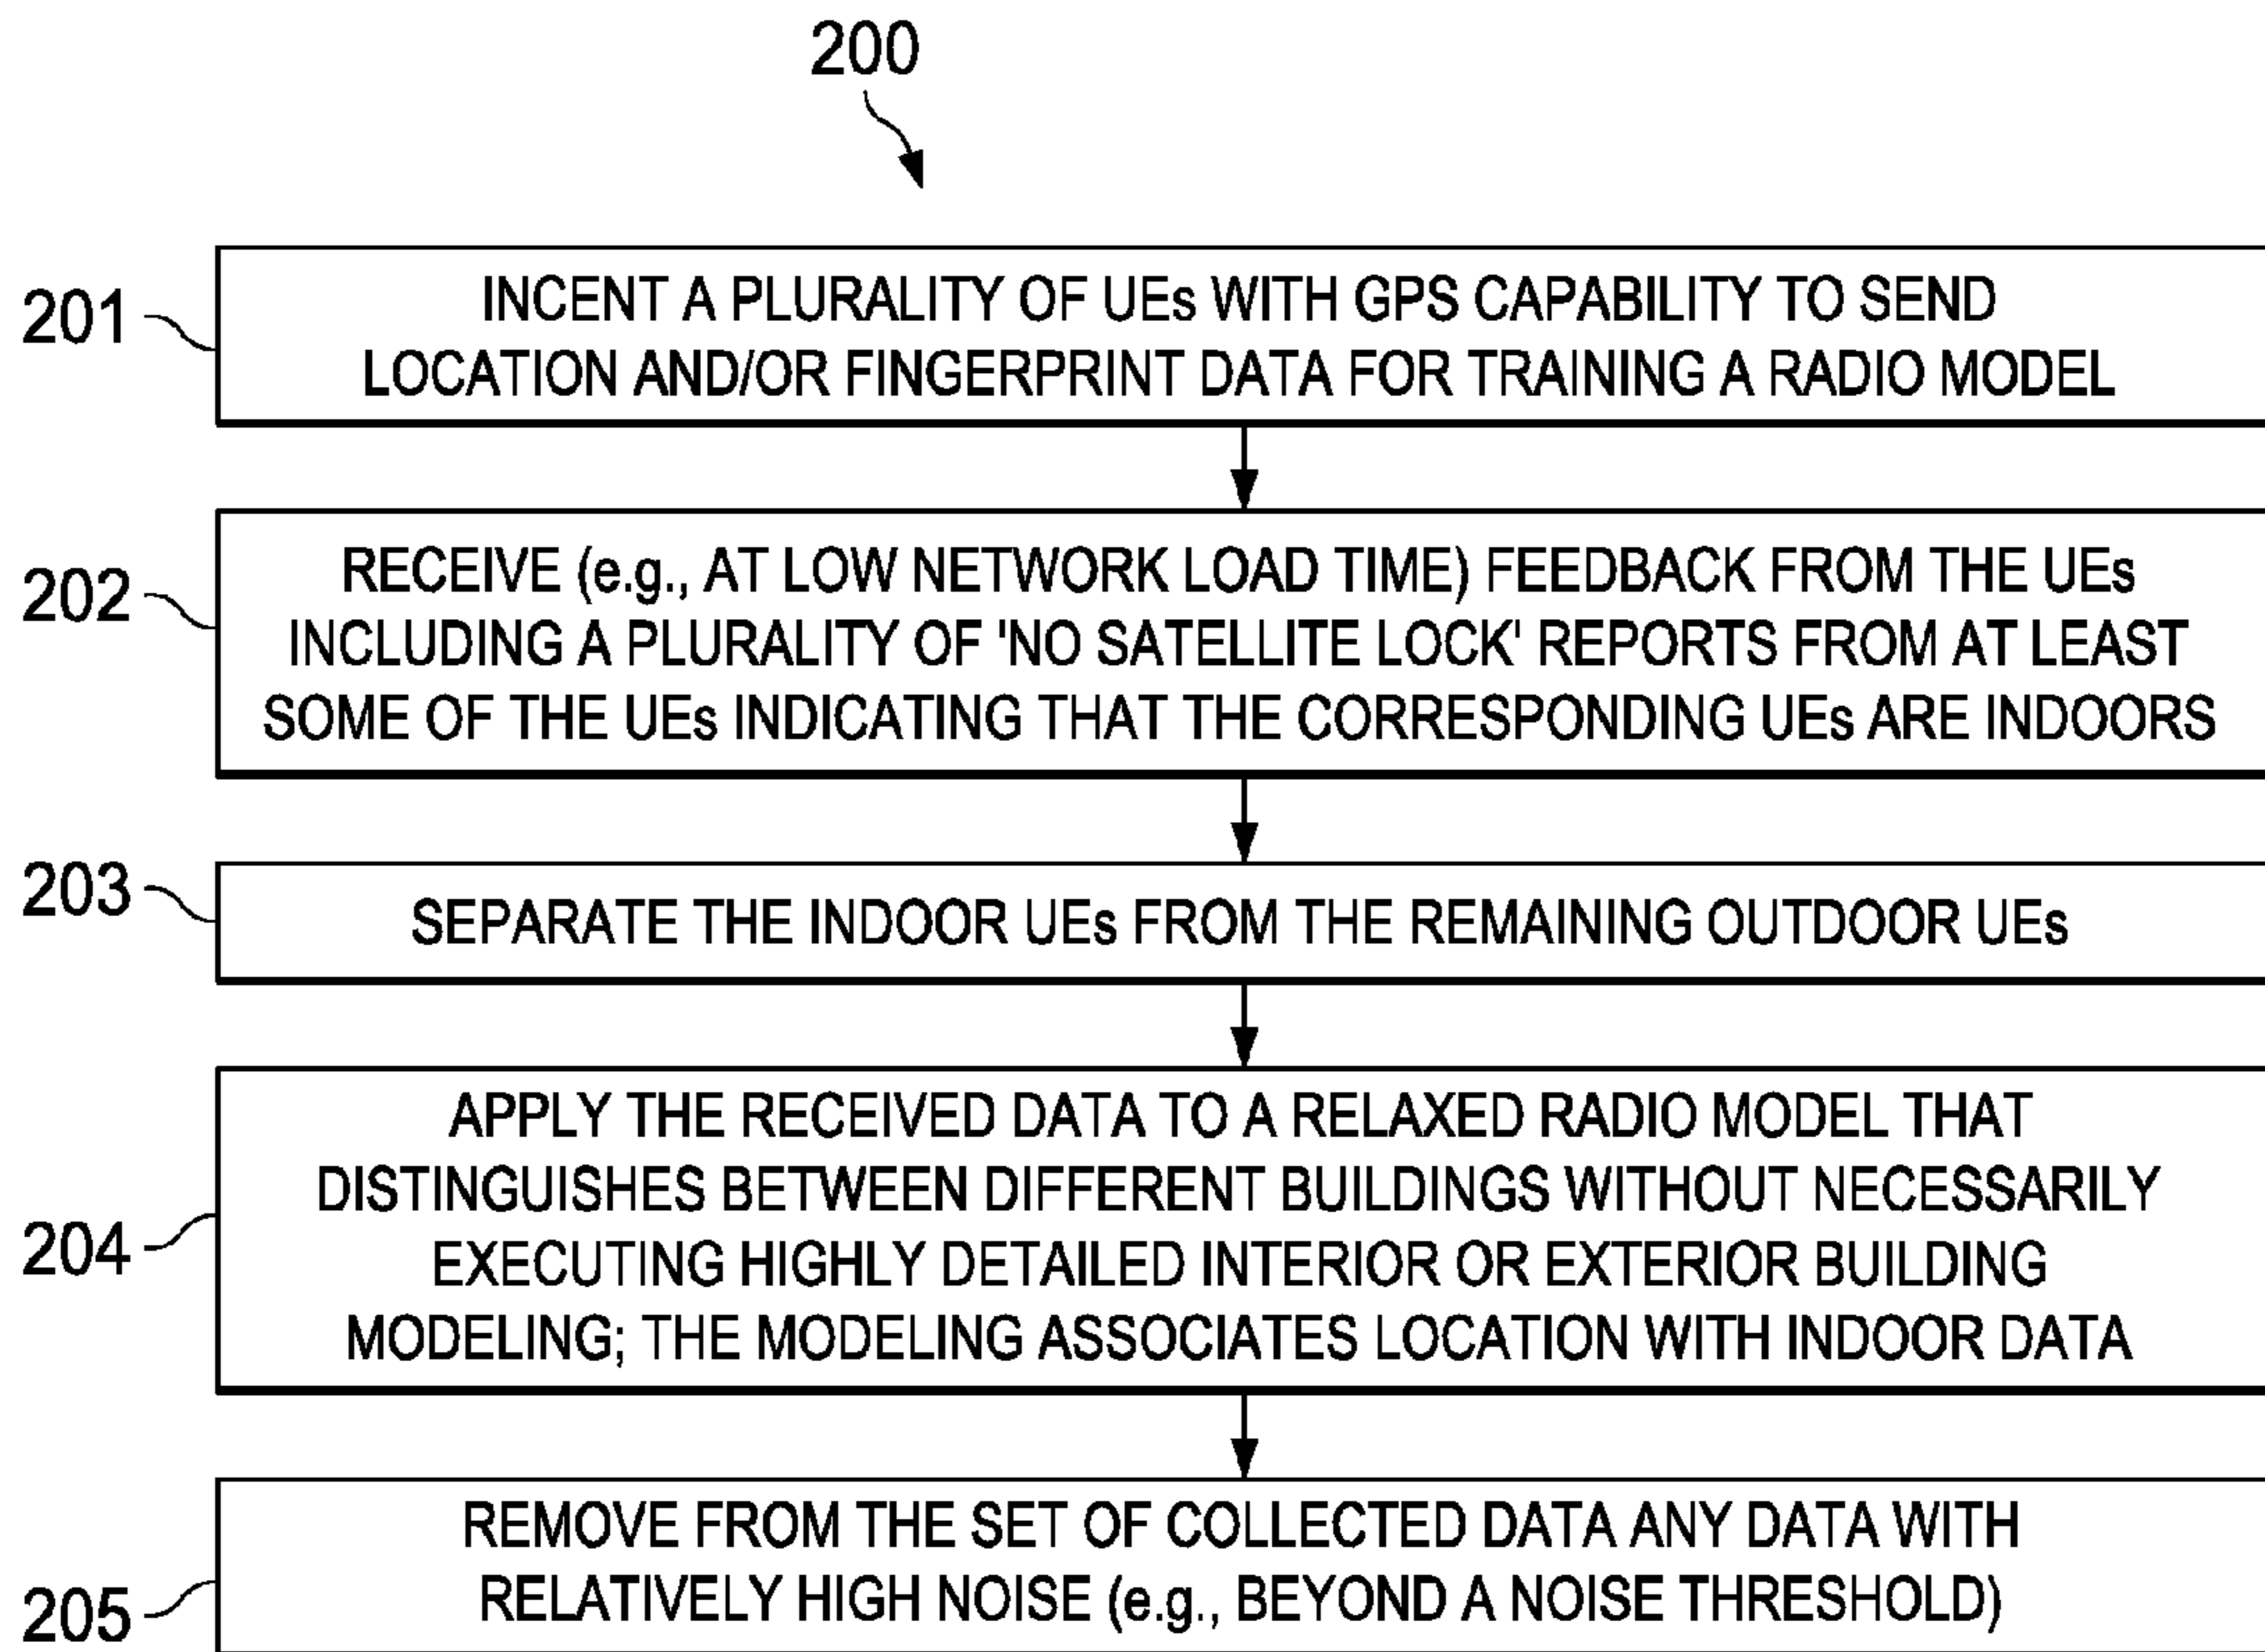 200
201
INCENT A PLURALITY OF UEs WITH GPS CAPABILITY TO SEND
LOCATION AND/OR FINGERPRINT DATA FOR TRAINING A RADIO MODEL
202
RECEIVE (e.g., AT LOW NETWORK LOAD TIME) FEEDBACK FROM THE UEs
INCLUDING A PLURALITY OF 'NO SATELLITE LOCK' REPORTS FROM AT LEAST
SOME OF THE UEs INDICATING THAT THE CORRESPONDING UEs ARE INDOORS
203
SEPARATE THE INDOOR UEs FROM THE REMAINING OUTDOOR UEs
204
APPLY THE RECEIVED DATA TO A RELAXED RADIO MODEL THAT
DISTINGUISHES BETWEEN DIFFERENT BUILDINGS WITHOUT NECESSARILY
EXECUTING HIGHLY DETAILED INTERIOR OR EXTERIOR BUILDING
MODELING; THE MODELING ASSOCIATES LOCATION WITH INDOOR DATA
205
REMOVE FROM THE SET OF COLLECTED DATA ANY DATA WITH
RELATIVELY HIGH NOISE (e.g., BEYOND A NOISE THRESHOLD)